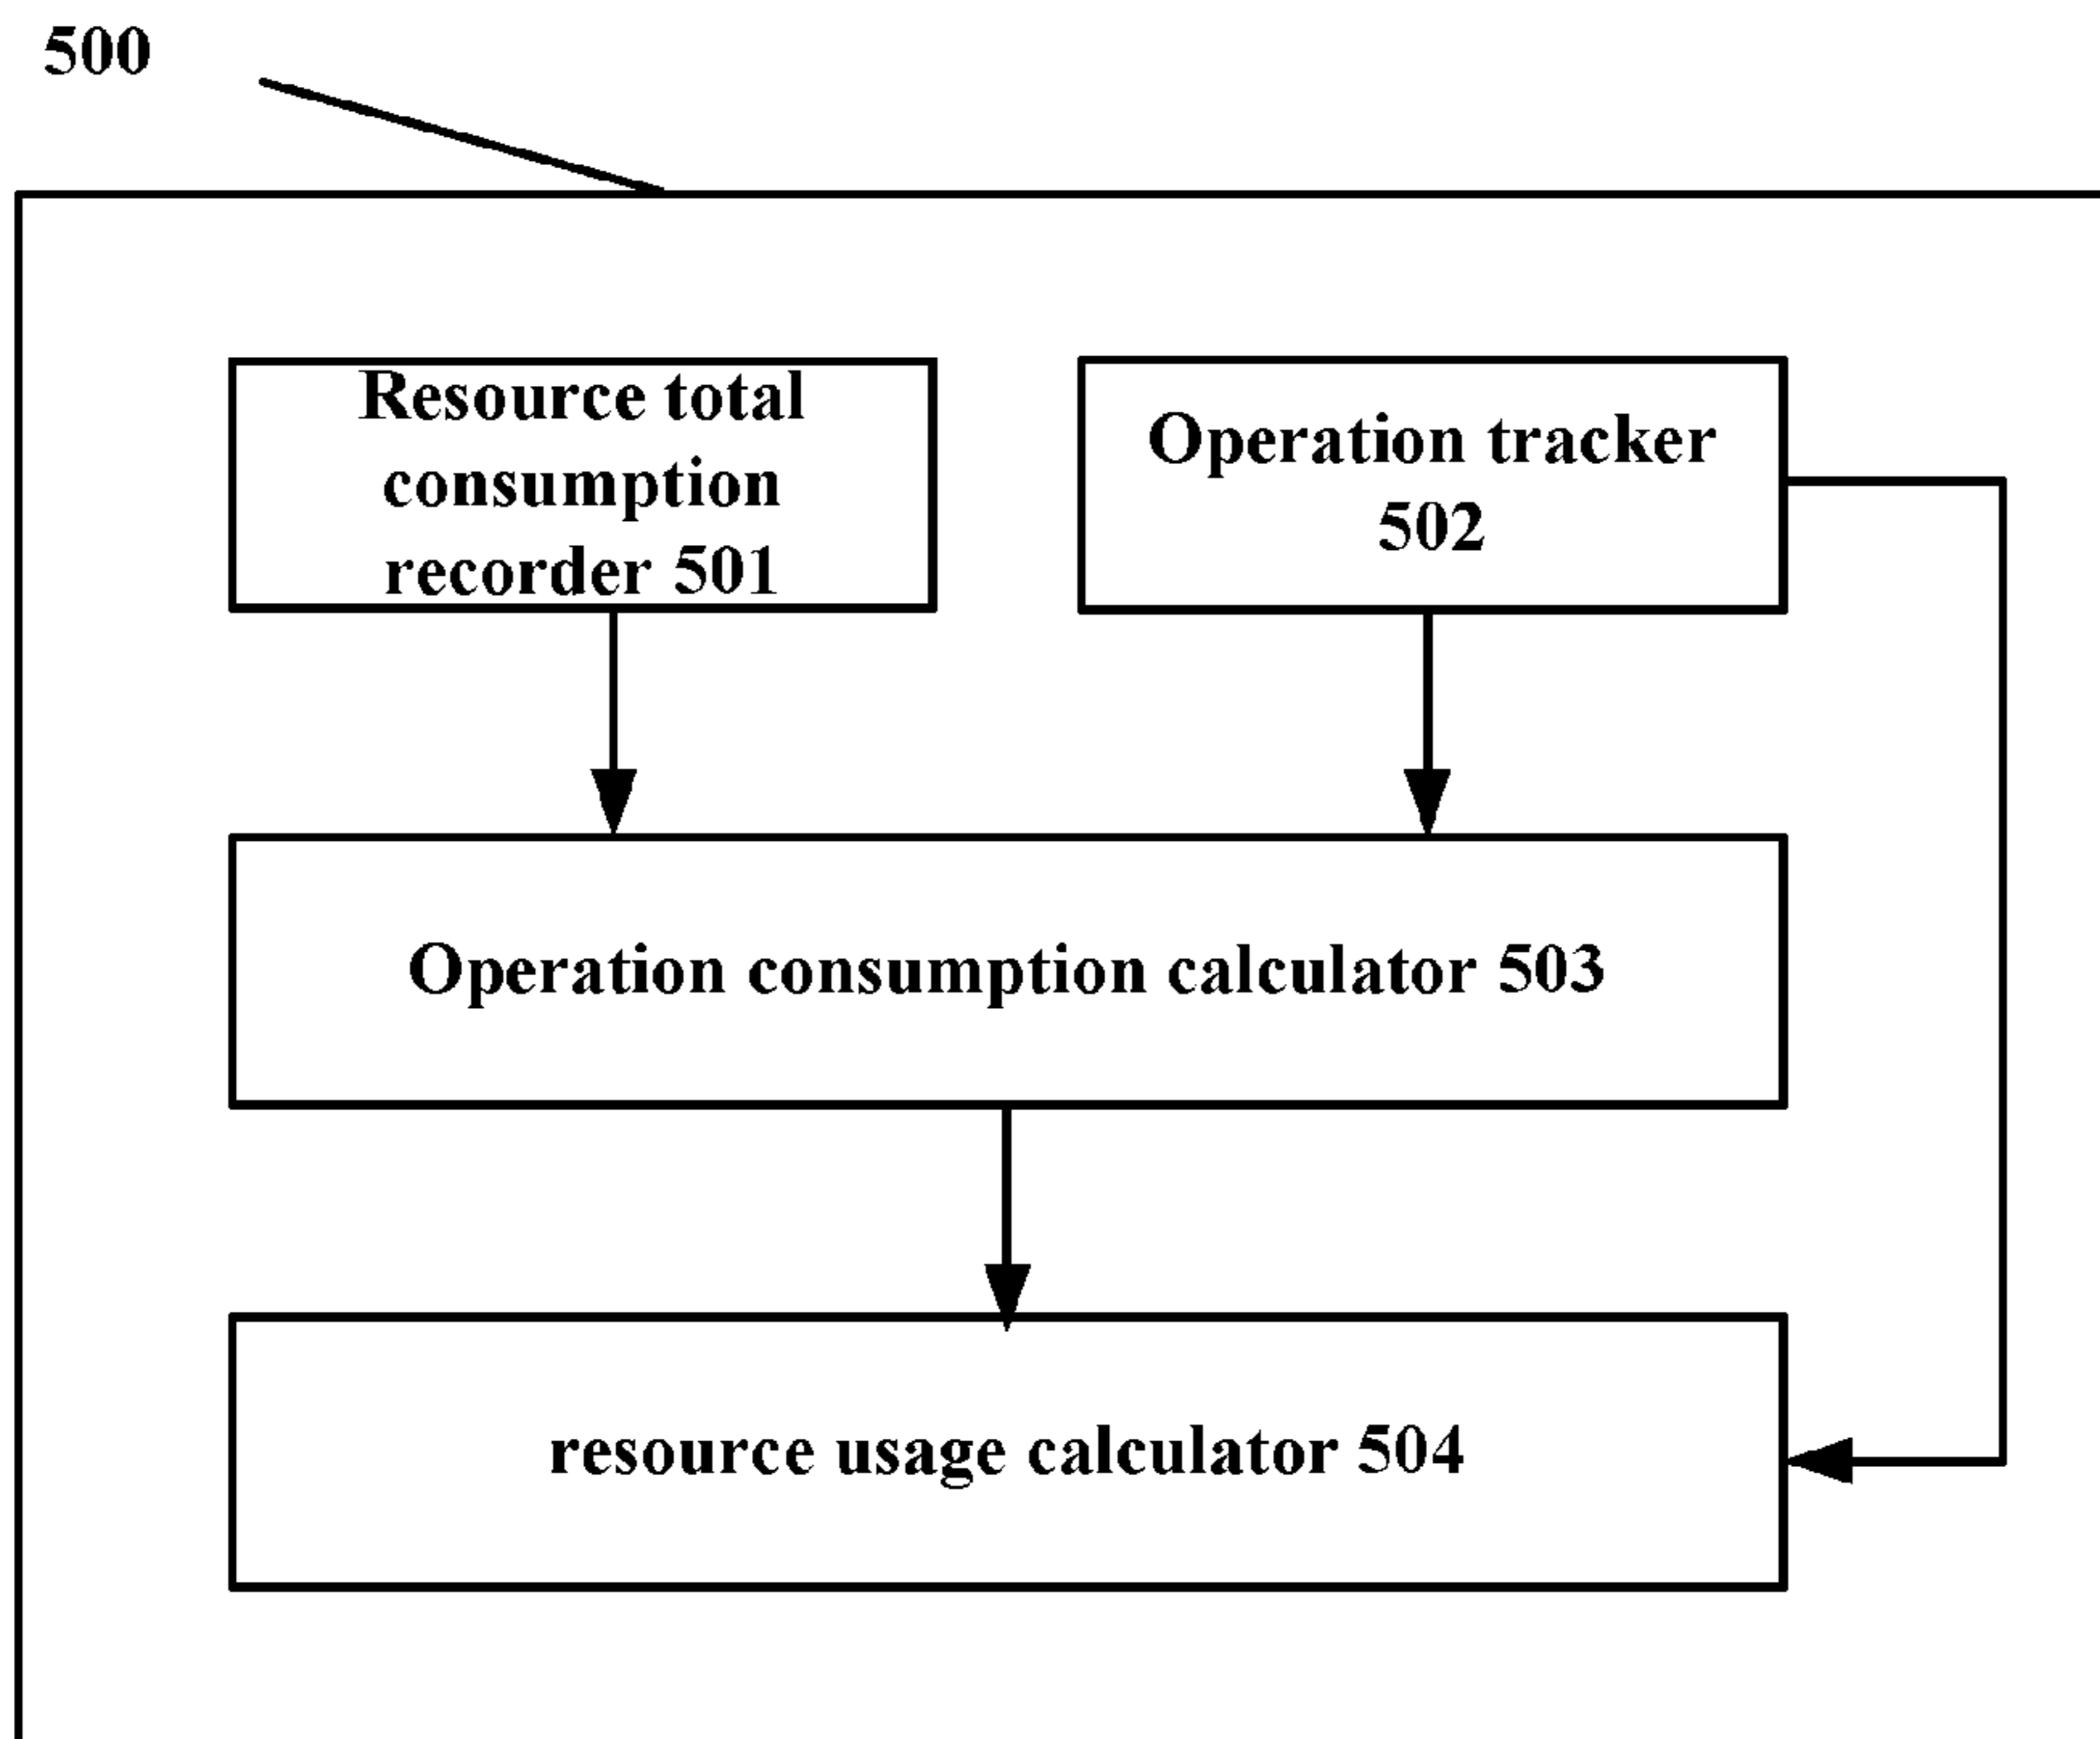 500
Resource total
consumption
recorder 501
Operation tracker
502
Operation consumption calculator 503
resource usage calculator 504